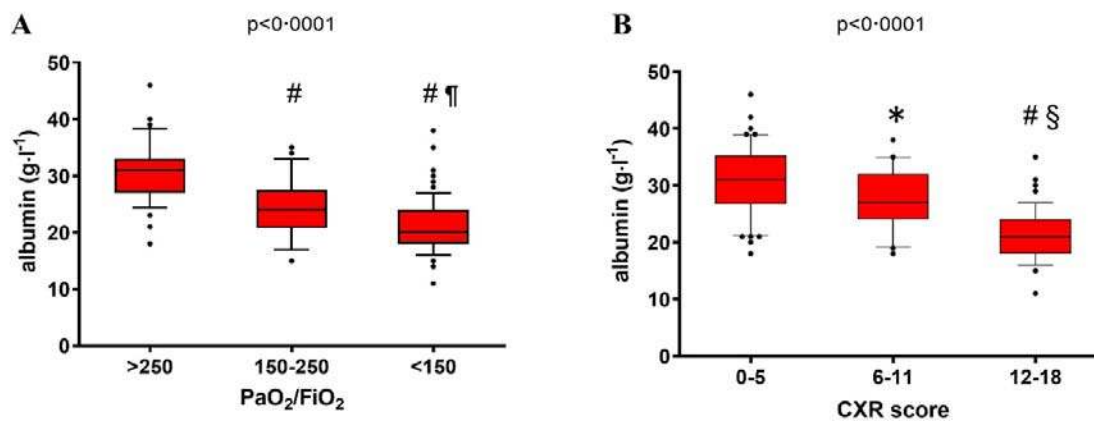 A
p<0·0001
albumin (g·l⁻¹)
50
40
30
20
10
0
# 
# ¶
>250
150-250
<150
PaO₂/FiO₂
B
p<0·0001
albumin (g·l⁻¹)
50
40
30
20
10
0
*
# §
0-5
6-11
12-18
CXR score